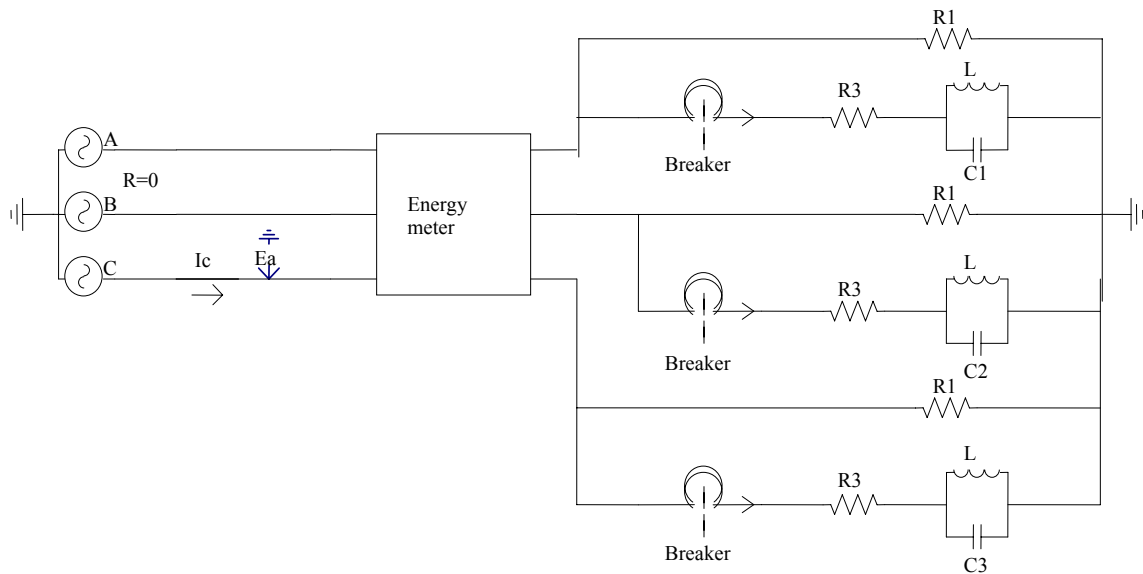 R1
L
R3
C1
Breaker
A
R=0
B
C
Ic
Ea
Energy
meter
R1
L
R3
C2
Breaker
R1
L
R3
C3
Breaker